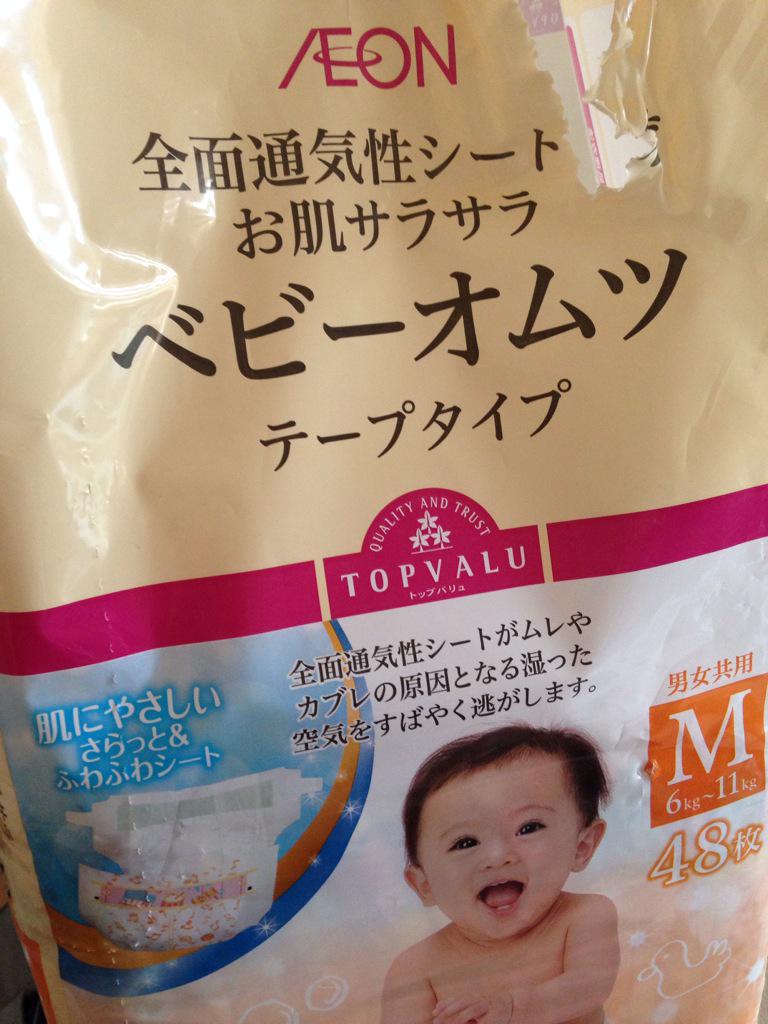 ÆON
全面通気性シート
お肌サラサラ
ベビーオムツ
テープタイプ
QUALITY AND TRUST
TOPVALU
トップバリュ
全面通気性シートがムレや
カブレの原因となる湿った
空気をすばやく逃がします。
肌にやさしい
さらっと&
ふわふわシート
男女共用
M
6kg~11kg
48枚